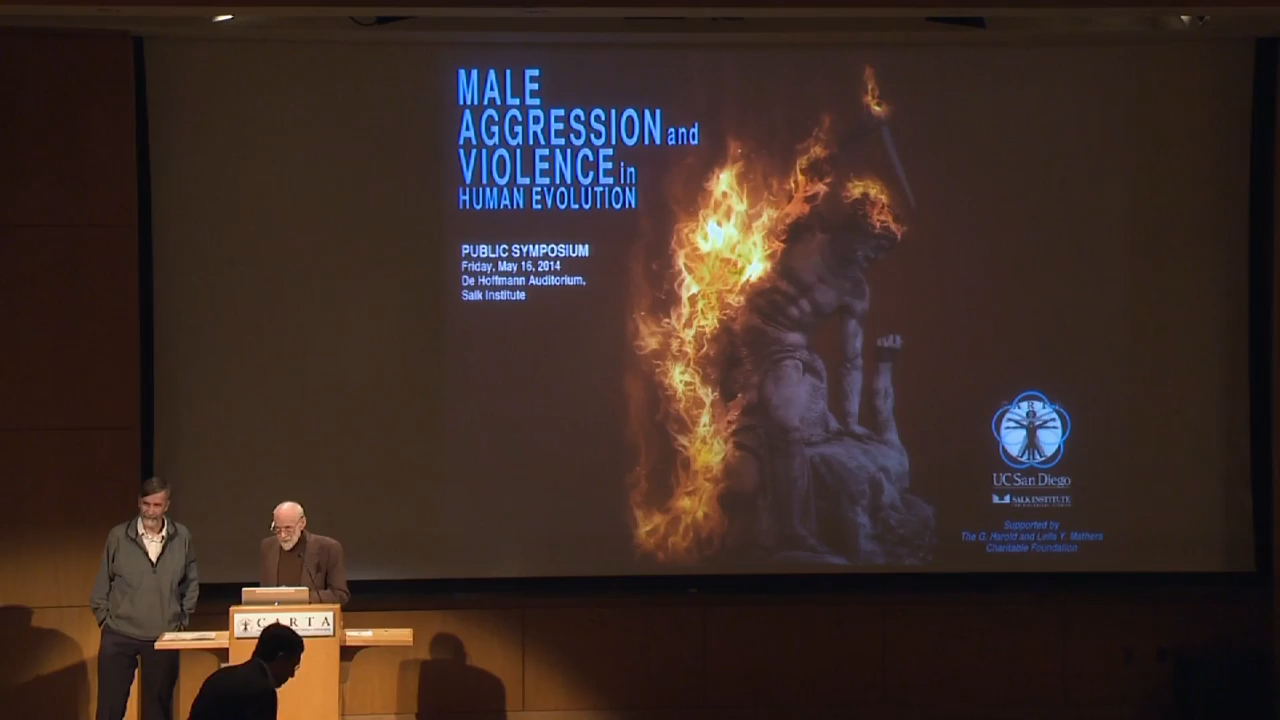 MALE
AGGRESSION and
VIOLENCE in
HUMAN EVOLUTION
PUBLIC SYMPOSIUM
Friday, May 16, 2014
De Hoffmann Auditorium,
Salk Institute
CARTA
UC San Diego
SALK INSTITUTE
Supported by
The G. Harold and Leila Y. Mathers
Charitable Foundation
CARTA